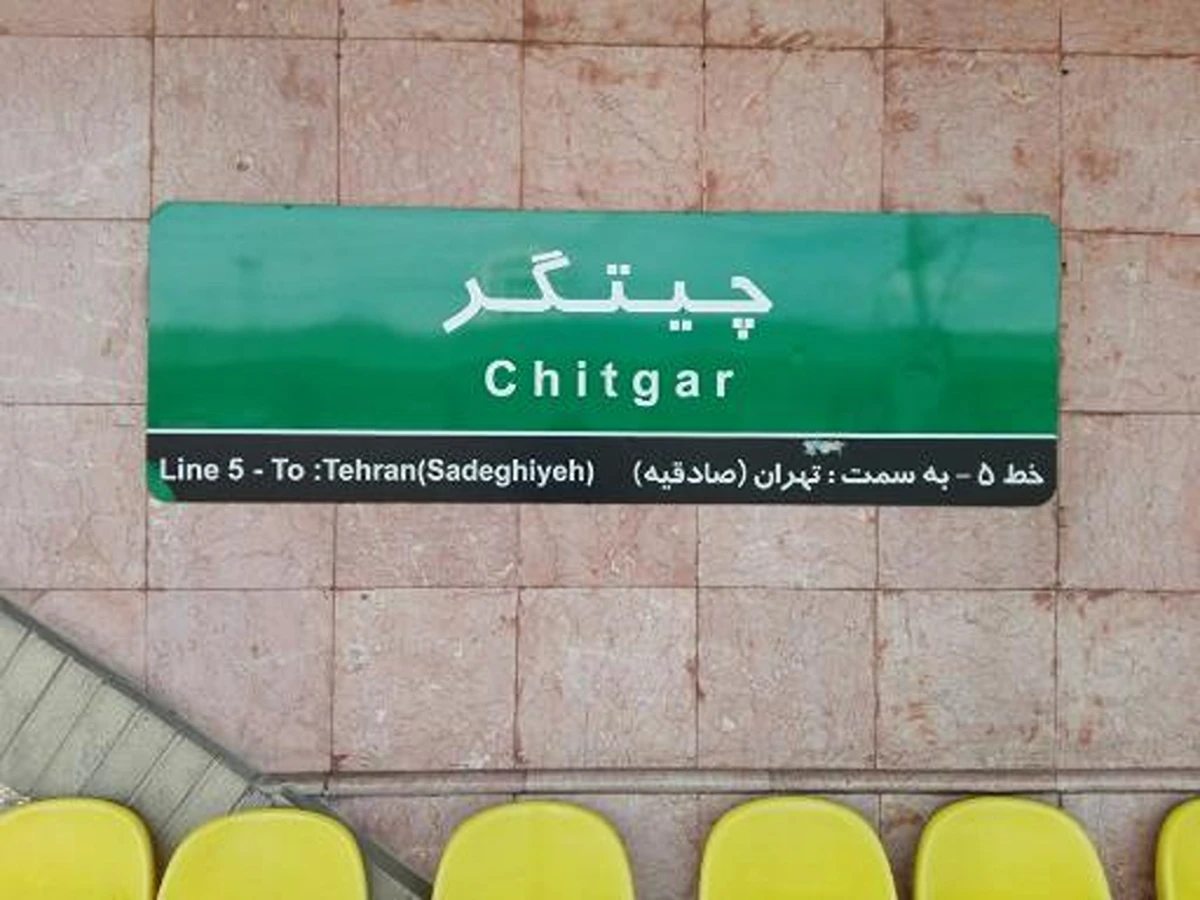 چیتگر
Chitgar
Line 5 - To :Tehran(Sadeghiyeh) خط ۵ – به سمت : تهران (صادقیه)